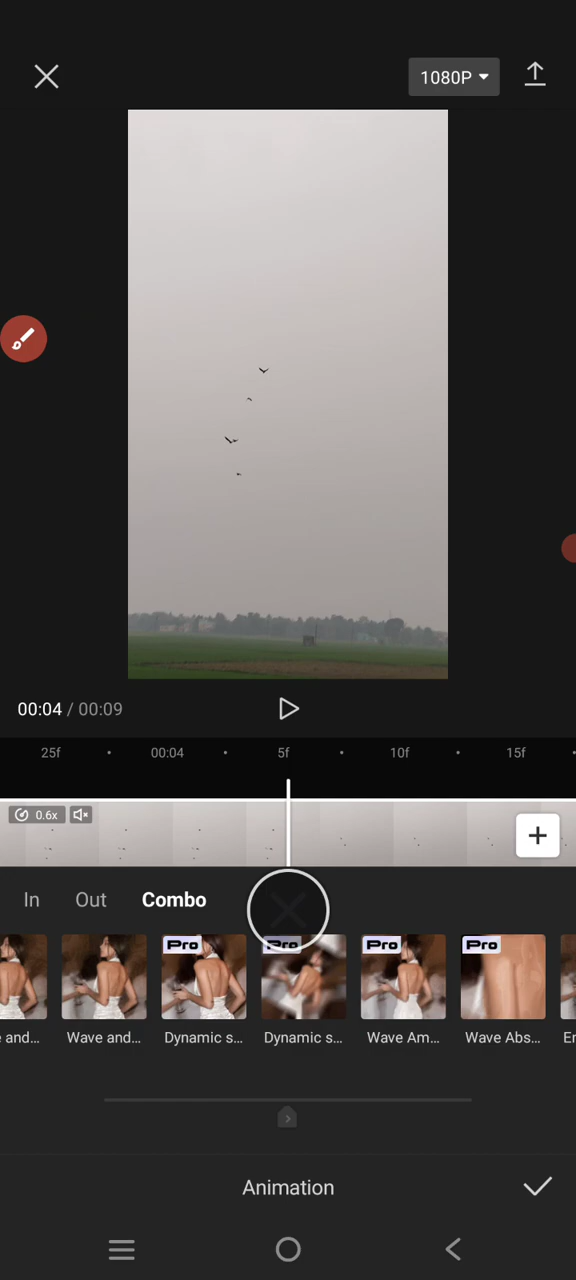 1080P
00:04 / 00:09
25f 00:04 5f 10f 15f
0.6x
In Out Combo
Pro Pro Pro Pro
e and... Wave and... Dynamic s... Dynamic s... Wave Am... Wave Abs... En
Animation